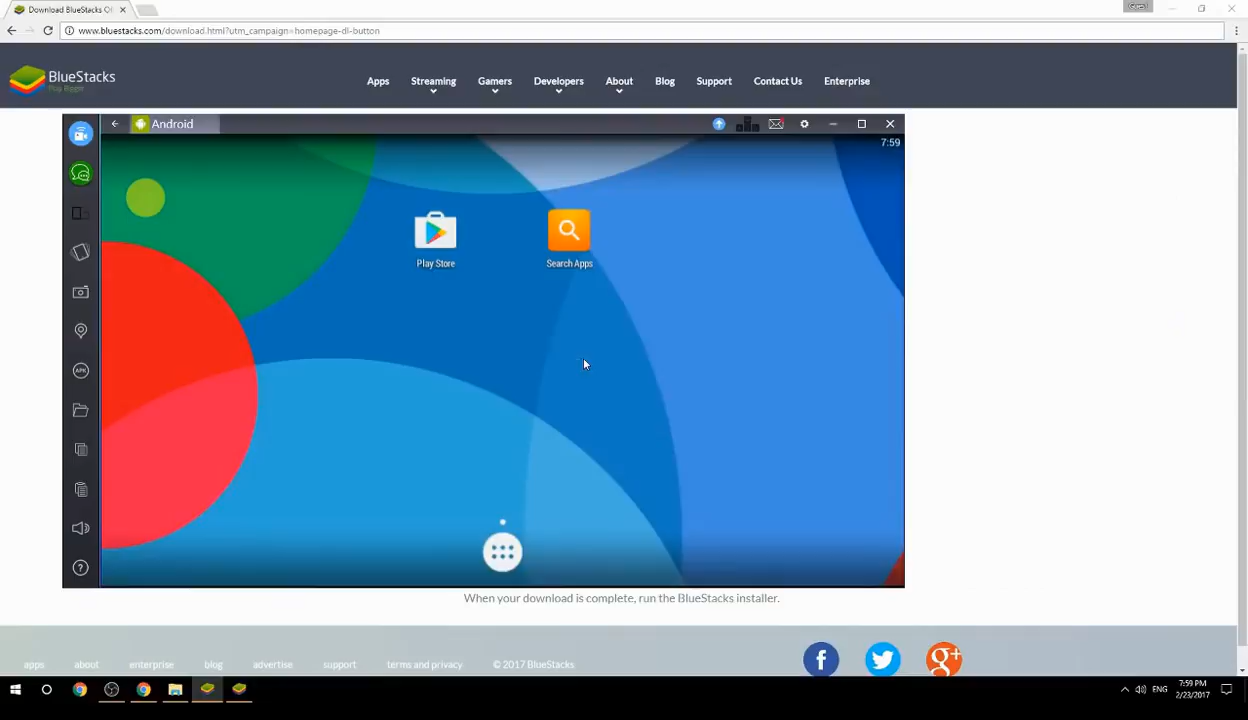 Download BlueStacks Of
www.bluestacks.com/download.html?utm_campaign=homepage-dl-button
BlueStacks
Play Bigger
Apps Streaming Gamers Developers About Blog Support Contact Us Enterprise
Android
7:59
Play Store Search Apps
APK
When your download is complete, run the BlueStacks installer.
apps about enterprise blog advertise support terms and privacy © 2017 BlueStacks
f g+
ENG 7:59 PM
2/23/2017